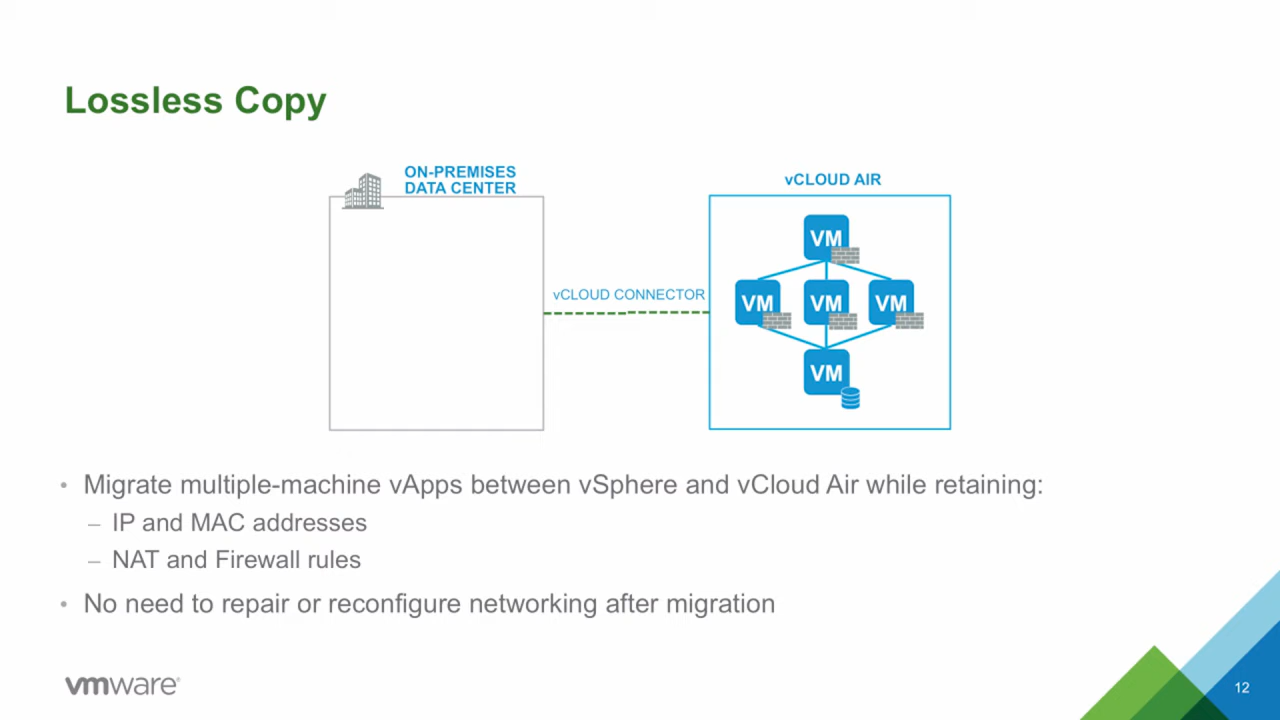 Lossless Copy
ON-PREMISES
DATA CENTER
vCLOUD AIR
VM
vCLOUD CONNECTOR
VM VM VM
VM
• Migrate multiple-machine vApps between vSphere and vCloud Air while retaining:
– IP and MAC addresses
– NAT and Firewall rules
• No need to repair or reconfigure networking after migration
vmware®
12